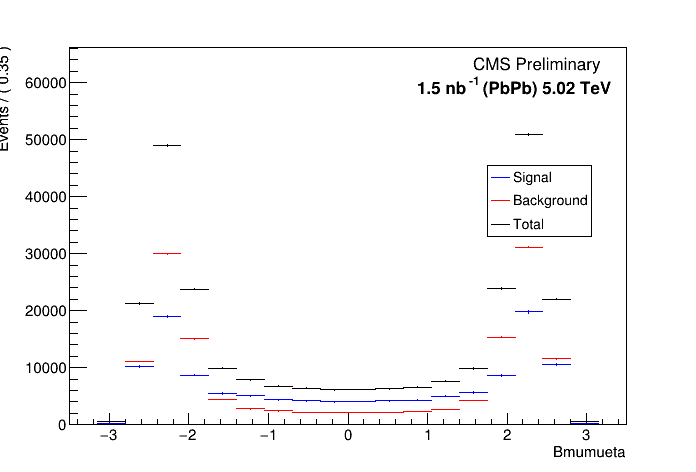 CMS Preliminary
1.5 nb-1 (PbPb) 5.02 TeV
Events / ( 0.35 )
60000
50000
40000
30000
20000
10000
0
Signal
Background
Total
−3 −2 −1 0 1 2 3
Bmumueta